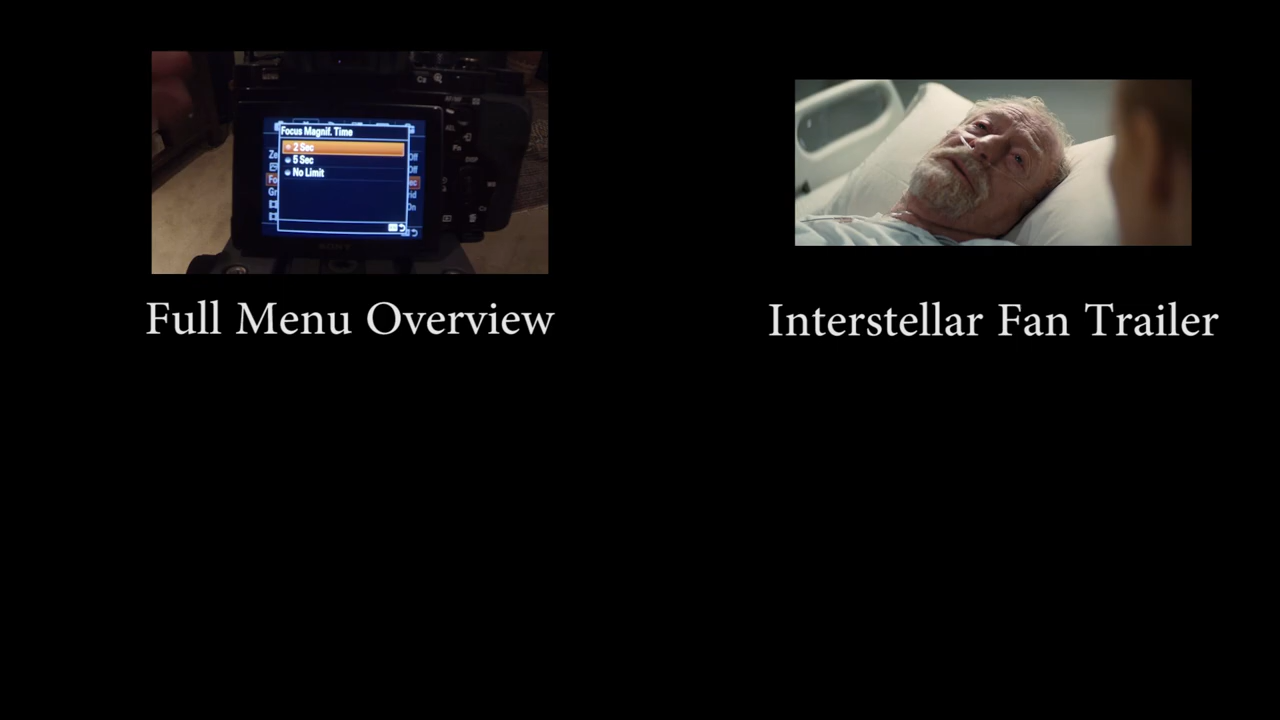 Focus Magnif. Time
2 Sec
5 Sec
No Limit
Full Menu Overview
Interstellar Fan Trailer